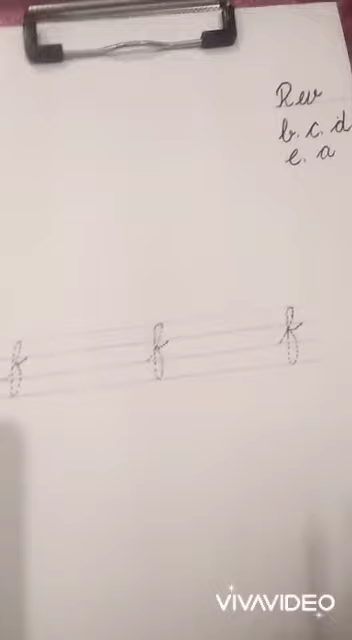 Rev
b. c. d
e. a
f f f
VIVAVIDEO